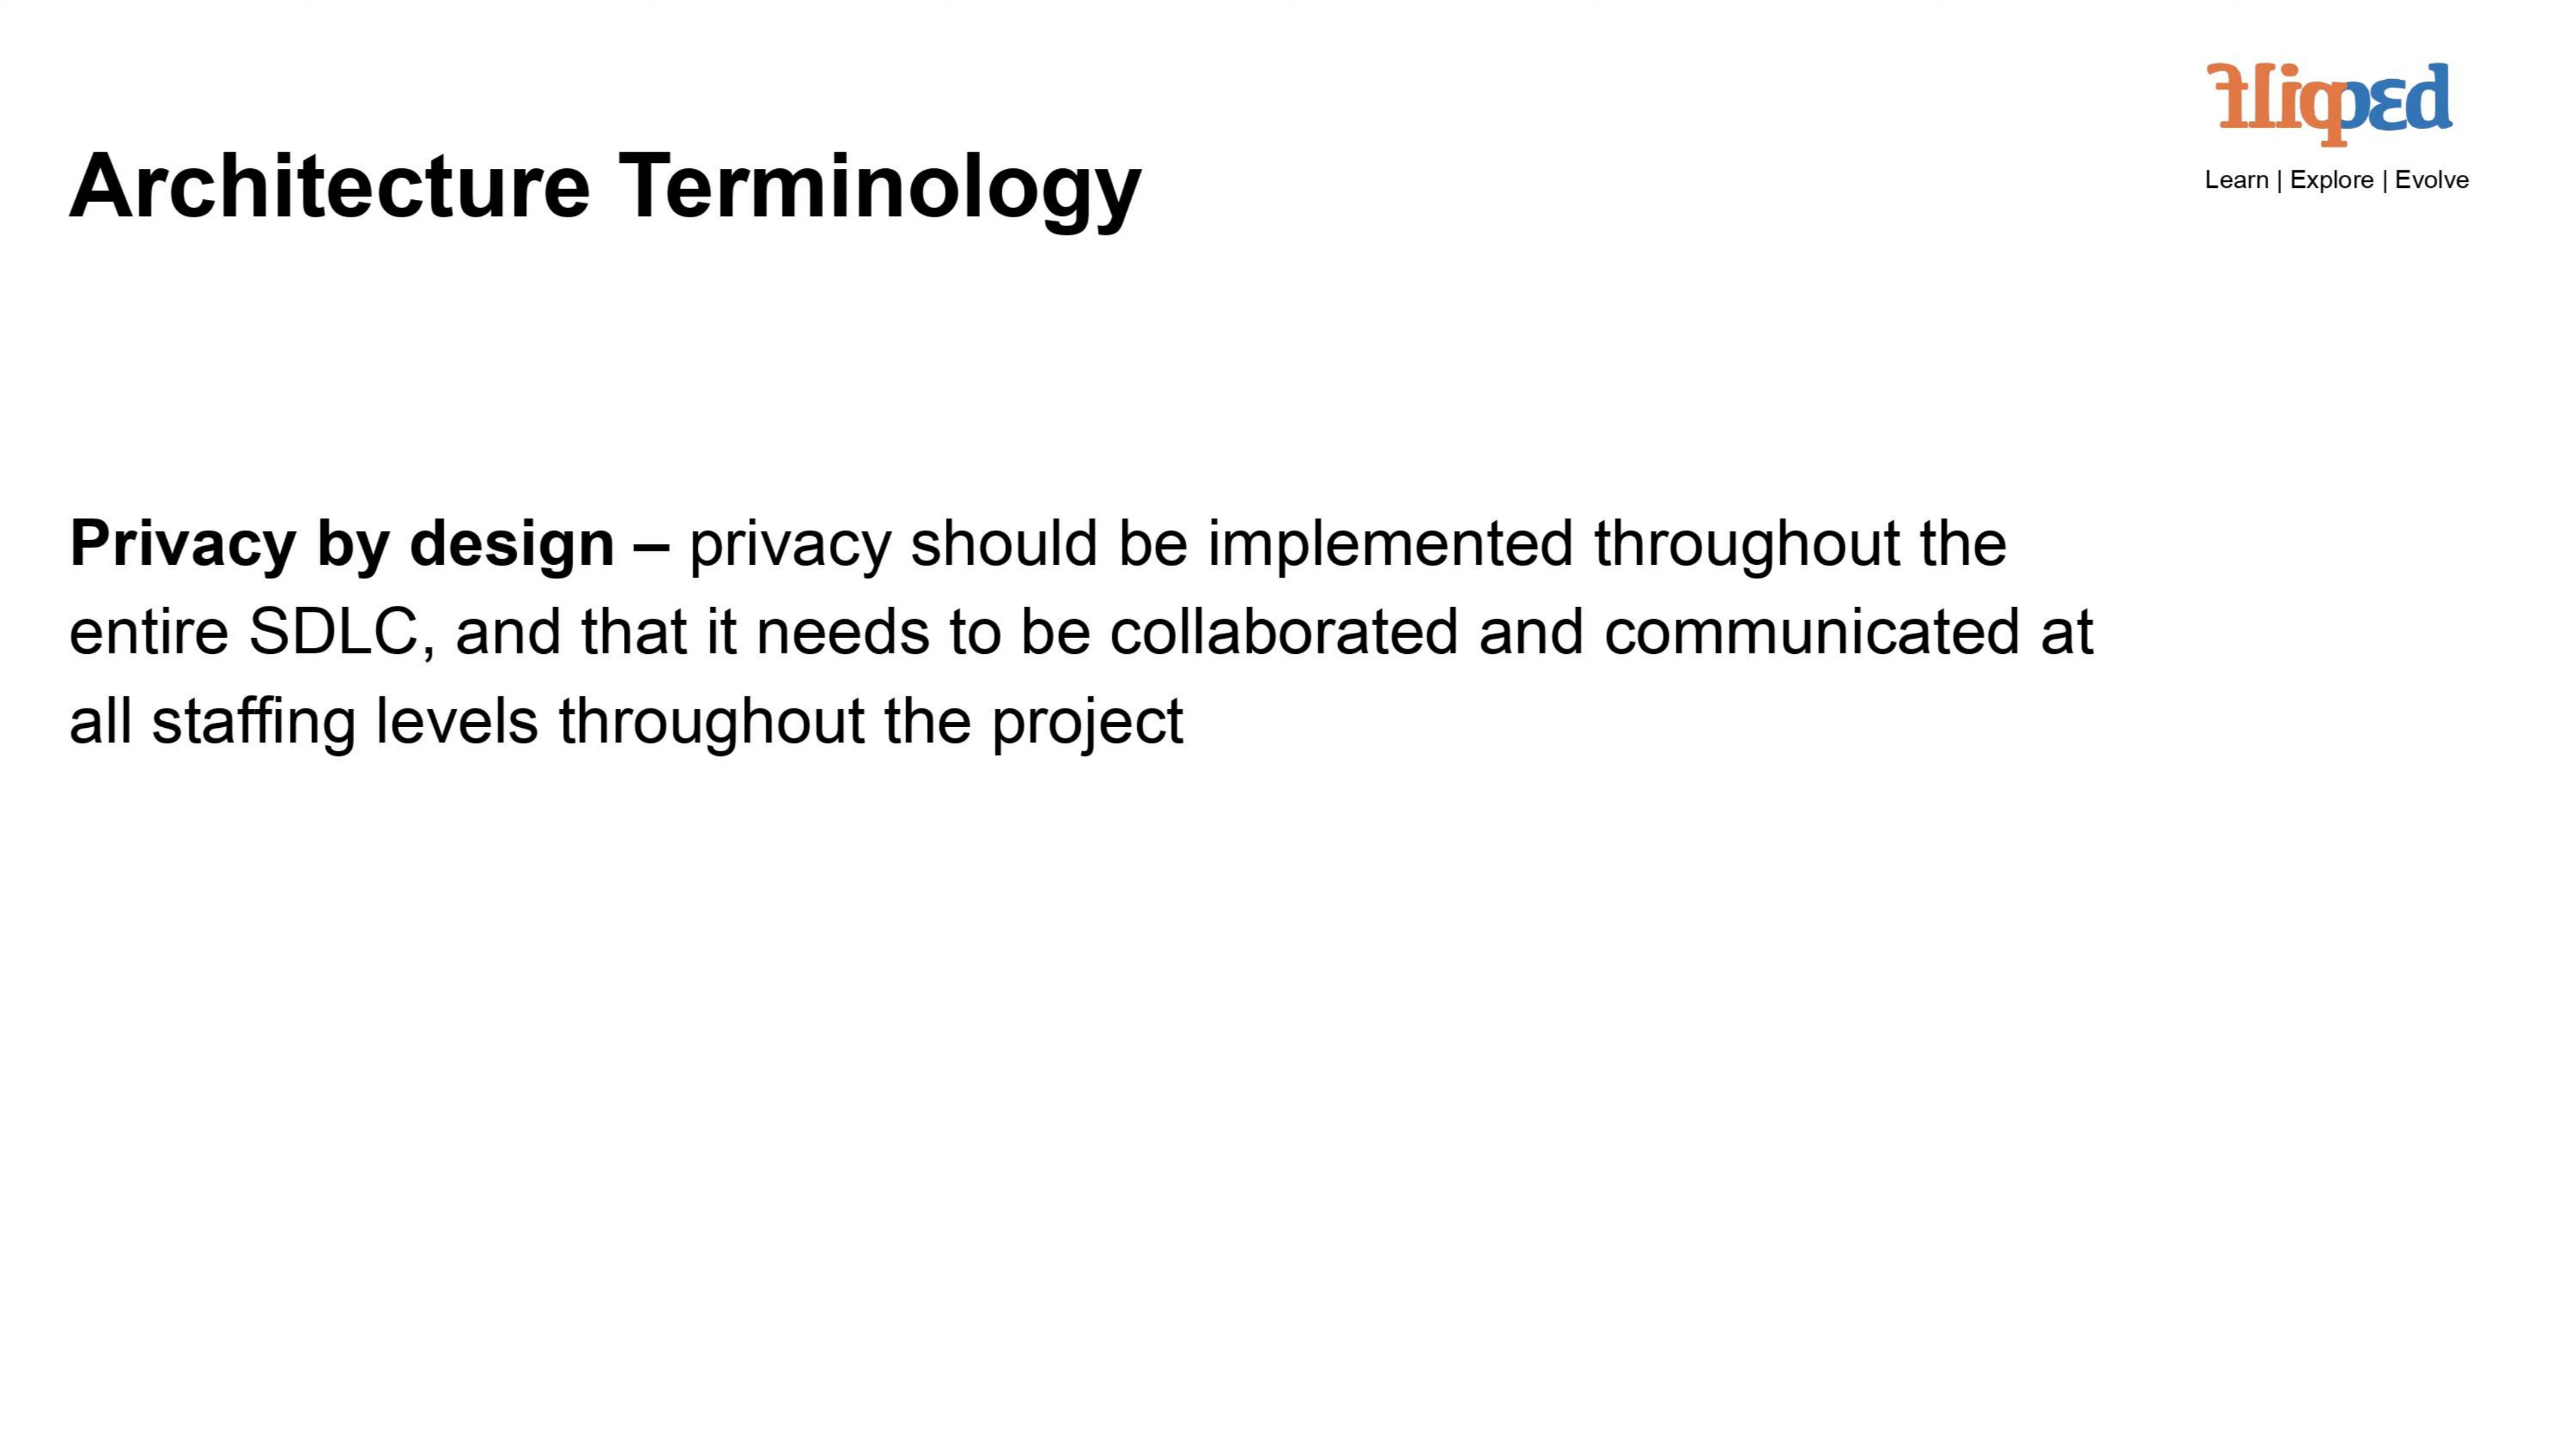 flipped
Learn | Explore | Evolve
Architecture Terminology
Privacy by design – privacy should be implemented throughout the
entire SDLC, and that it needs to be collaborated and communicated at
all staffing levels throughout the project